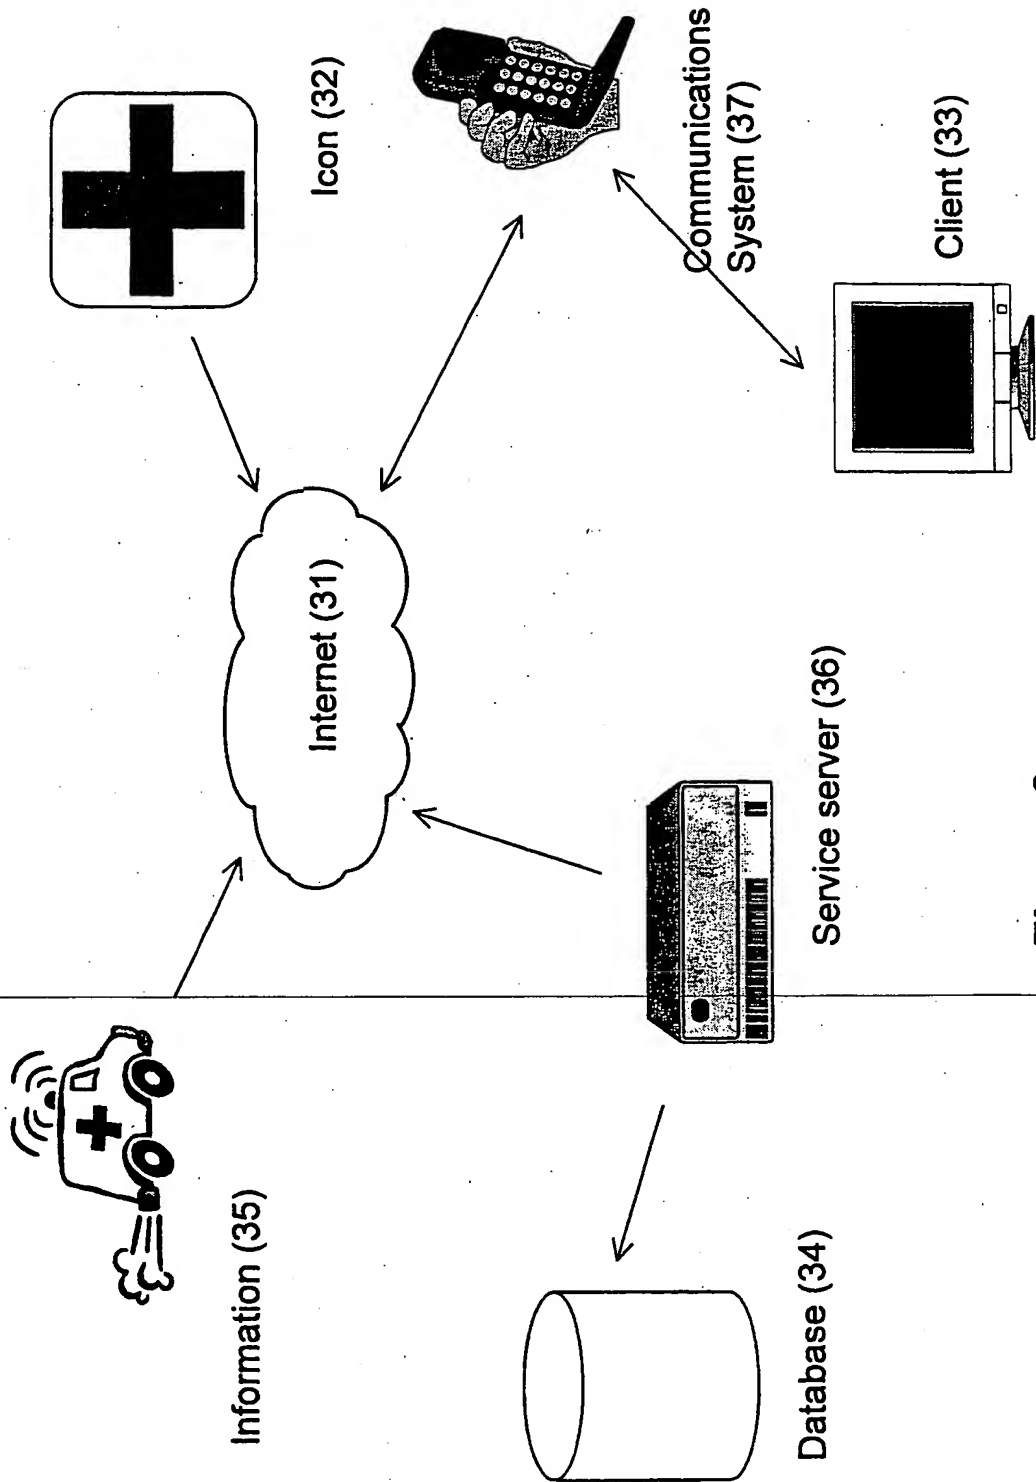 Information (35)
Internet (31)
Icon (32)
Database (34)
Service server (36)
Communications
System (37)
Client (33)